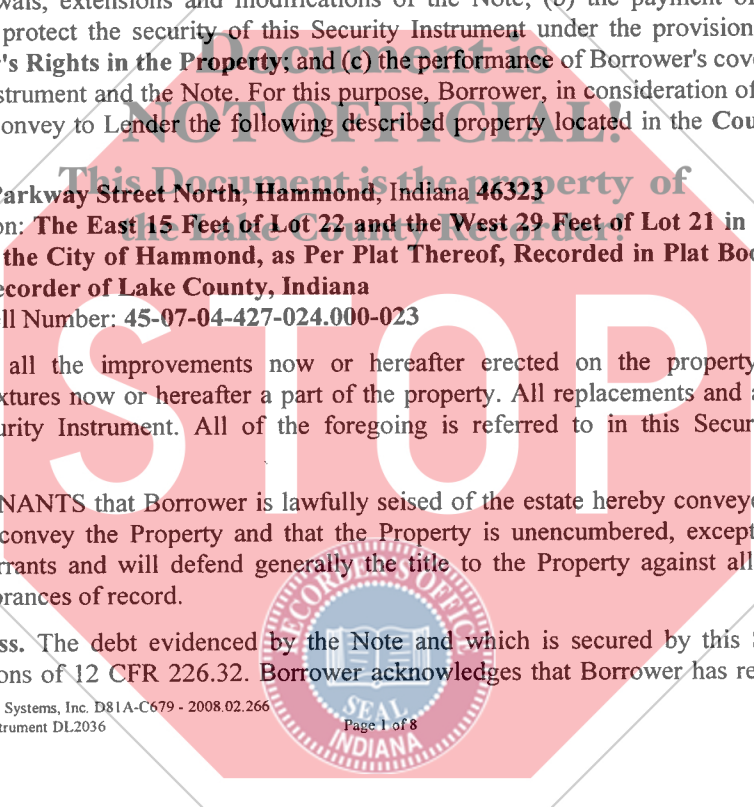 wals, extensions and modifications of the Note; (b) the payment of
protect the security of this Security Instrument under the provision
r's Rights in the Property; and (c) the performance of Borrower's cov
strument and the Note. For this purpose, Borrower, in consideration of
onvey to Lender the following described property located in the Cou
Document is
NOT OFFICIAL!
This Document is the property of
the Lake County Recorder!
Parkway Street North, Hammond, Indiana 46323
on: The East 15 Feet of Lot 22 and the West 29 Feet of Lot 21 in
the City of Hammond, as Per Plat Thereof, Recorded in Plat Boo
ecorder of Lake County, Indiana
ll Number: 45-07-04-427-024.000-023
STOP
all the improvements now or hereafter erected on the property
xtures now or hereafter a part of the property. All replacements and a
urity Instrument. All of the foregoing is referred to in this Secur
NANTS that Borrower is lawfully seised of the estate hereby conveye
convey the Property and that the Property is unencumbered, except
rrants and will defend generally the title to the Property against all
brances of record.
ss. The debt evidenced by the Note and which is secured by this S
ons of 12 CFR 226.32. Borrower acknowledges that Borrower has re
RECORDER'S OFFICE
SEAL
INDIANA
Systems, Inc. D81A-C679 - 2008.02.266
strument DL2036
Page 1 of 8